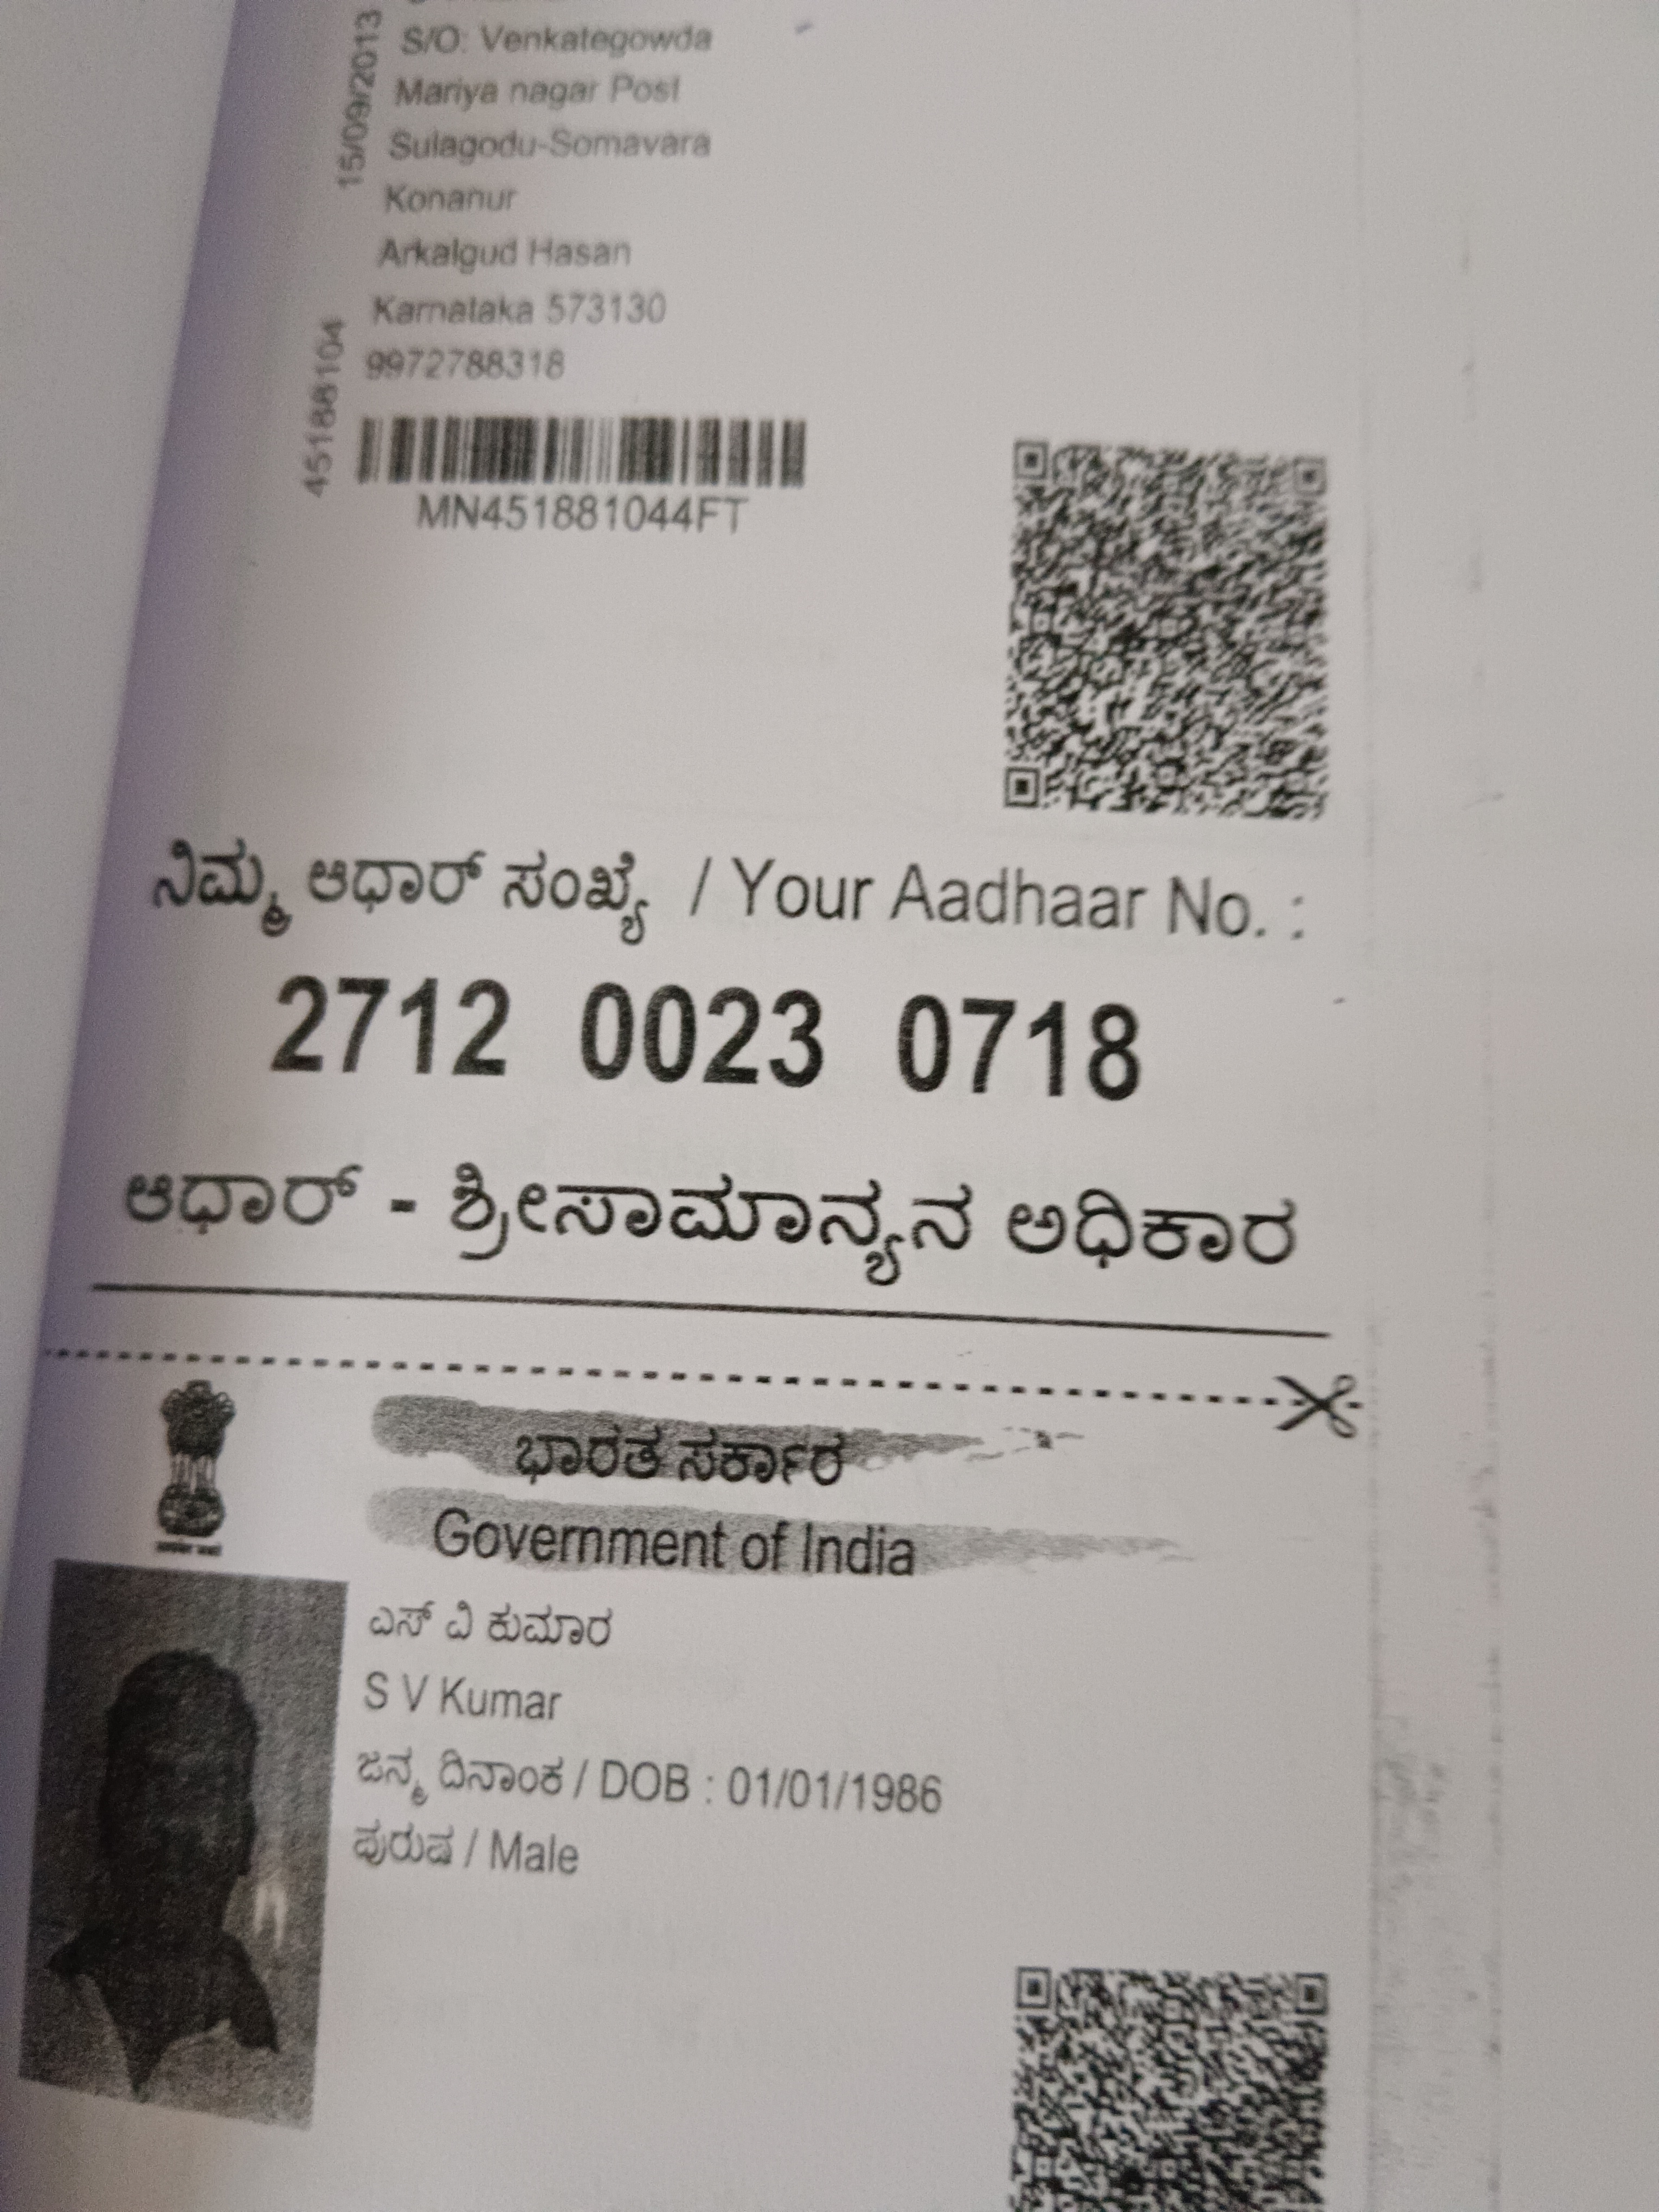 15/09/2013
S/O: Venkategowda
Mariya nagar Post
Sulagodu-Somavara
Konanur
Arkalgud Hasan
Karnataka 573130
9972788318
45188104
MN451881044FT
ನಿಮ್ಮ ಆಧಾರ್ ಸಂಖ್ಯೆ / Your Aadhaar No. :
2712 0023 0718
ಆಧಾರ್ - ಶ್ರೀಸಾಮಾನ್ಯನ ಅಧಿಕಾರ
ಭಾರತ ಸರ್ಕಾರ
Government of India
ಎಸ್ ವಿ ಕುಮಾರ
S V Kumar
ಜನ್ಮ ದಿನಾಂಕ / DOB : 01/01/1986
ಪುರುಷ / Male